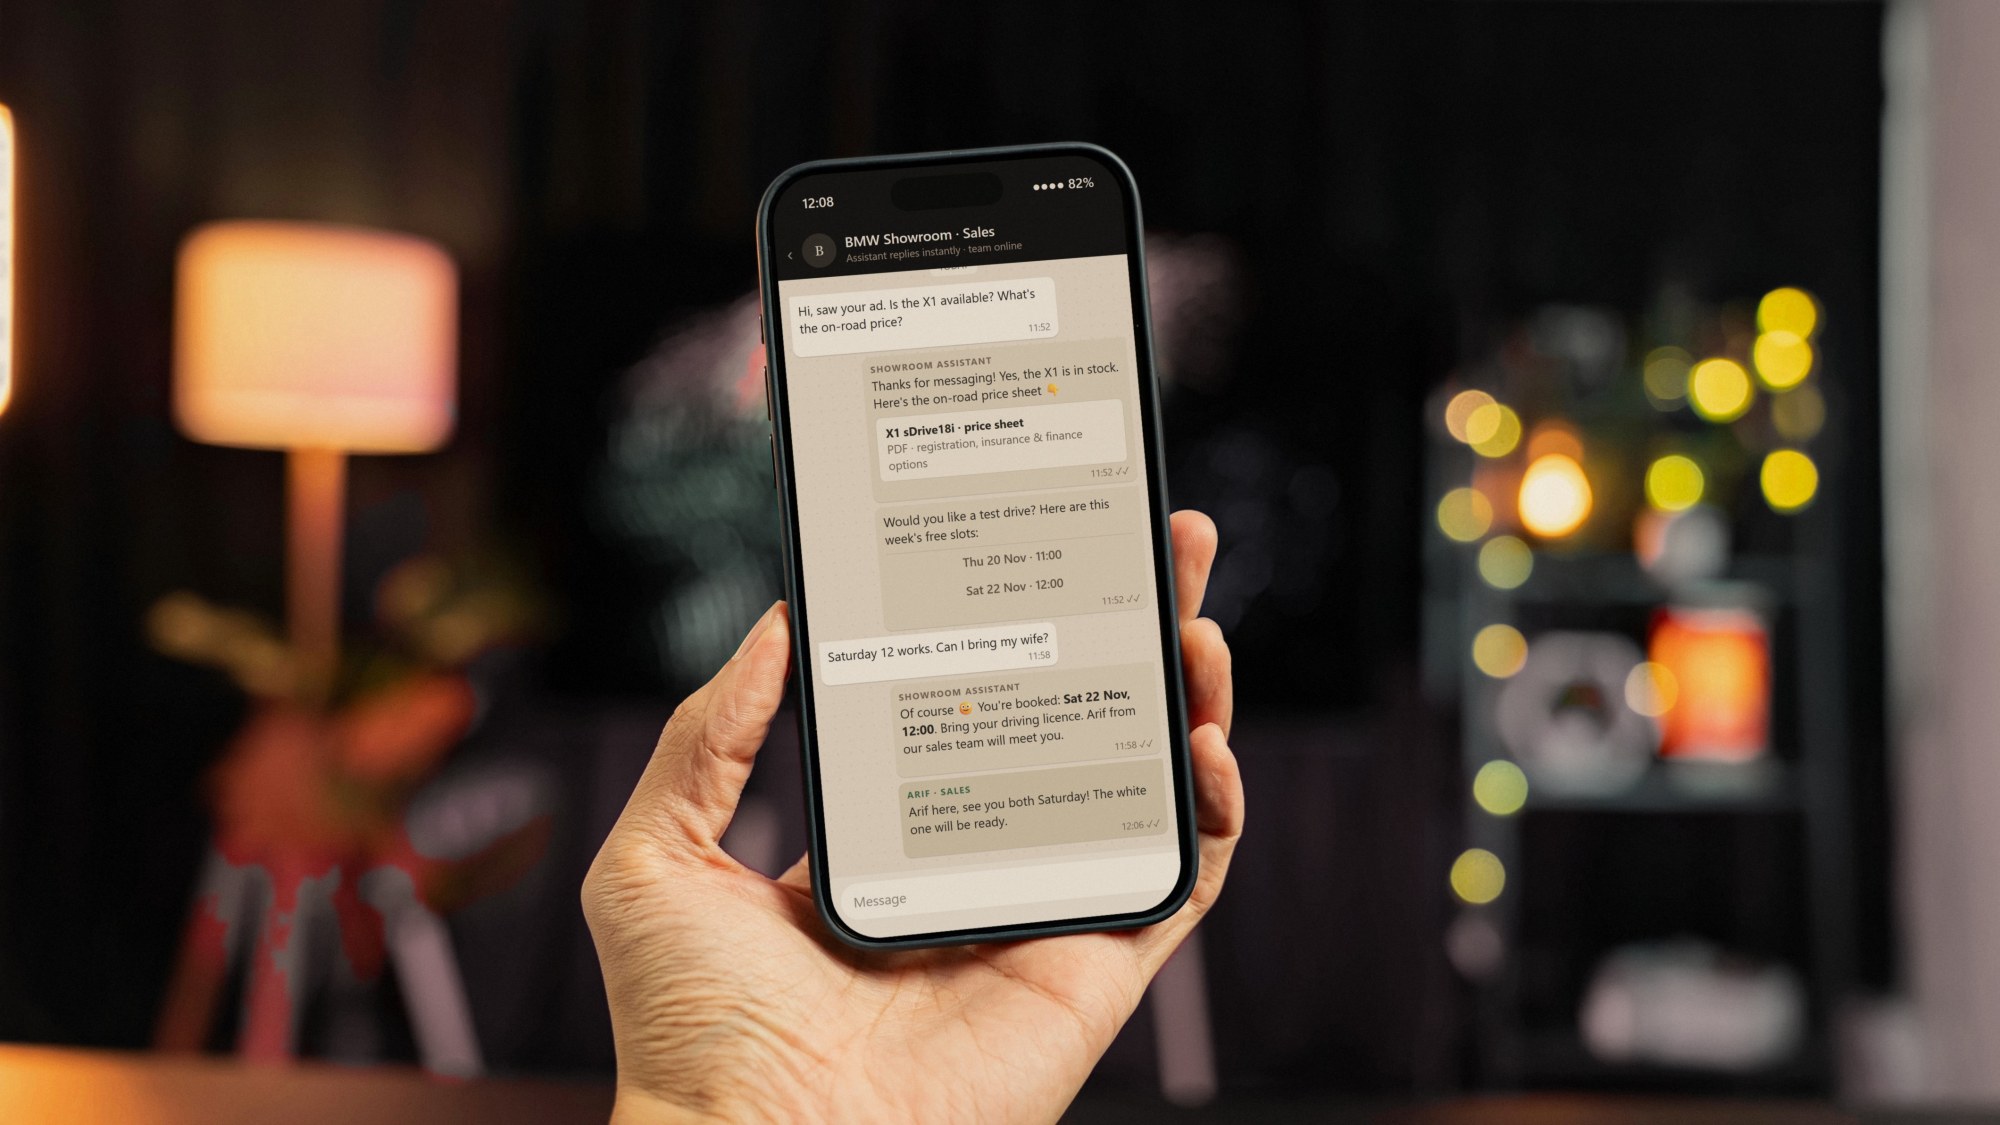 12:08
82%
B
BMW Showroom · Sales
Assistant replies instantly · team online
Hi, saw your ad. Is the X1 available? What's
the on-road price?
11:52
SHOWROOM ASSISTANT
Thanks for messaging! Yes, the X1 is in stock.
Here's the on-road price sheet 👇
X1 sDrive18i · price sheet
PDF · registration, insurance & finance
options
11:52 ✓✓
Would you like a test drive? Here are this
week's free slots:
Thu 20 Nov · 11:00
Sat 22 Nov · 12:00
11:52 ✓✓
Saturday 12 works. Can I bring my wife?
11:58
SHOWROOM ASSISTANT
Of course 😀 You're booked: Sat 22 Nov,
12:00. Bring your driving licence. Arif from
our sales team will meet you.
11:58 ✓✓
ARIF · SALES
Arif here, see you both Saturday! The white
one will be ready.
12:06 ✓✓
Message